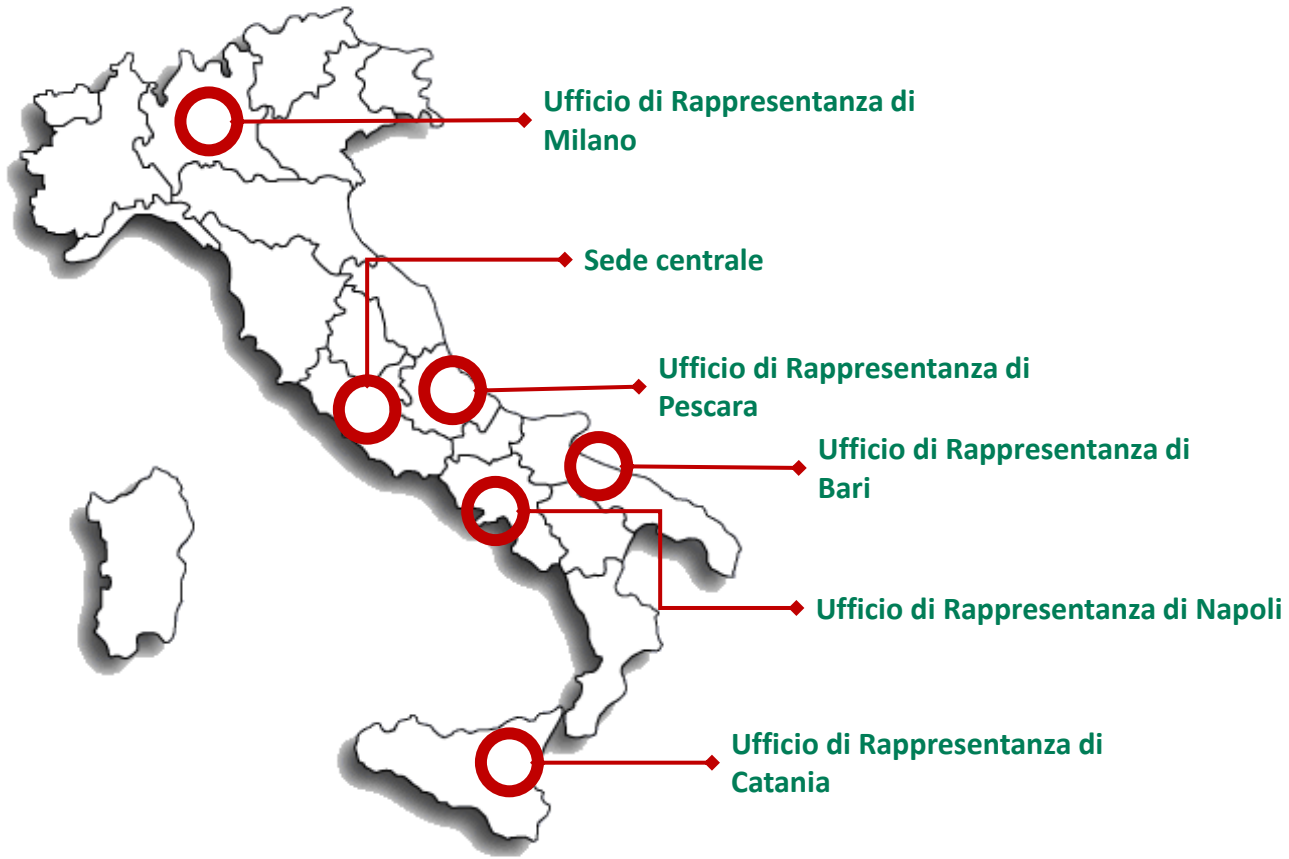 Ufficio di Rappresentanza di
Milano
Sede centrale
Ufficio di Rappresentanza di
Pescara
Ufficio di Rappresentanza di
Bari
Ufficio di Rappresentanza di Napoli
Ufficio di Rappresentanza di
Catania